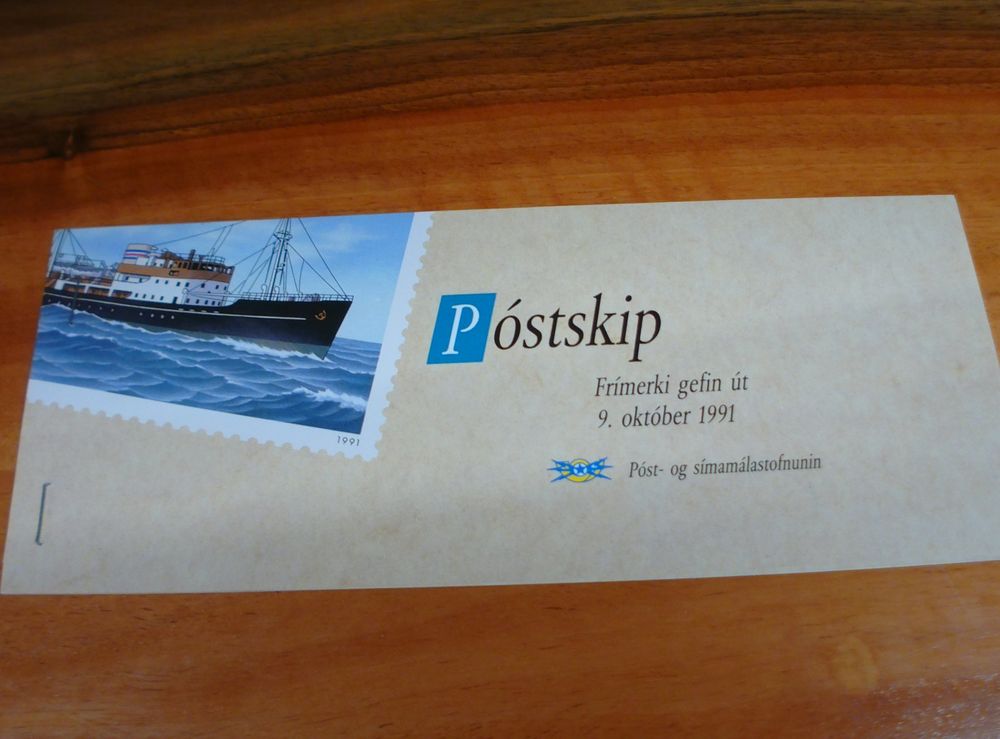 Póstskip
Frímerki gefin út
9. október 1991
Póst- og símamálastofnunin
1991